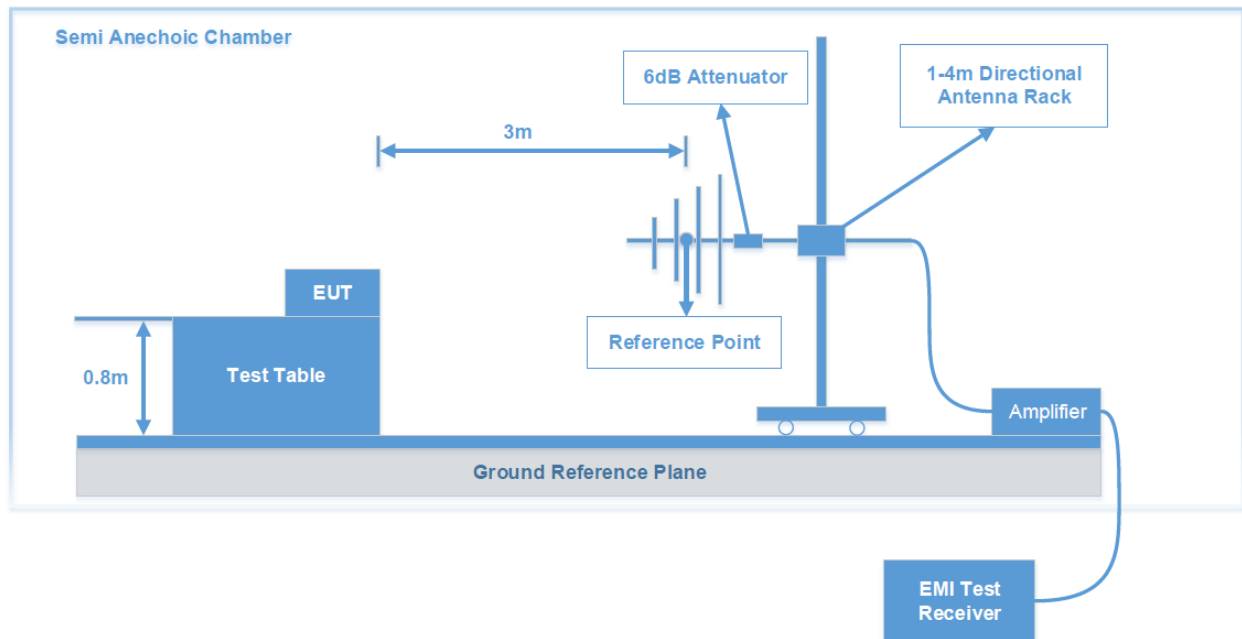 Semi Anechoic Chamber
6dB Attenuator
1-4m Directional
Antenna Rack
3m
EUT
Reference Point
0.8m
Test Table
Amplifier
Ground Reference Plane
EMI Test
Receiver